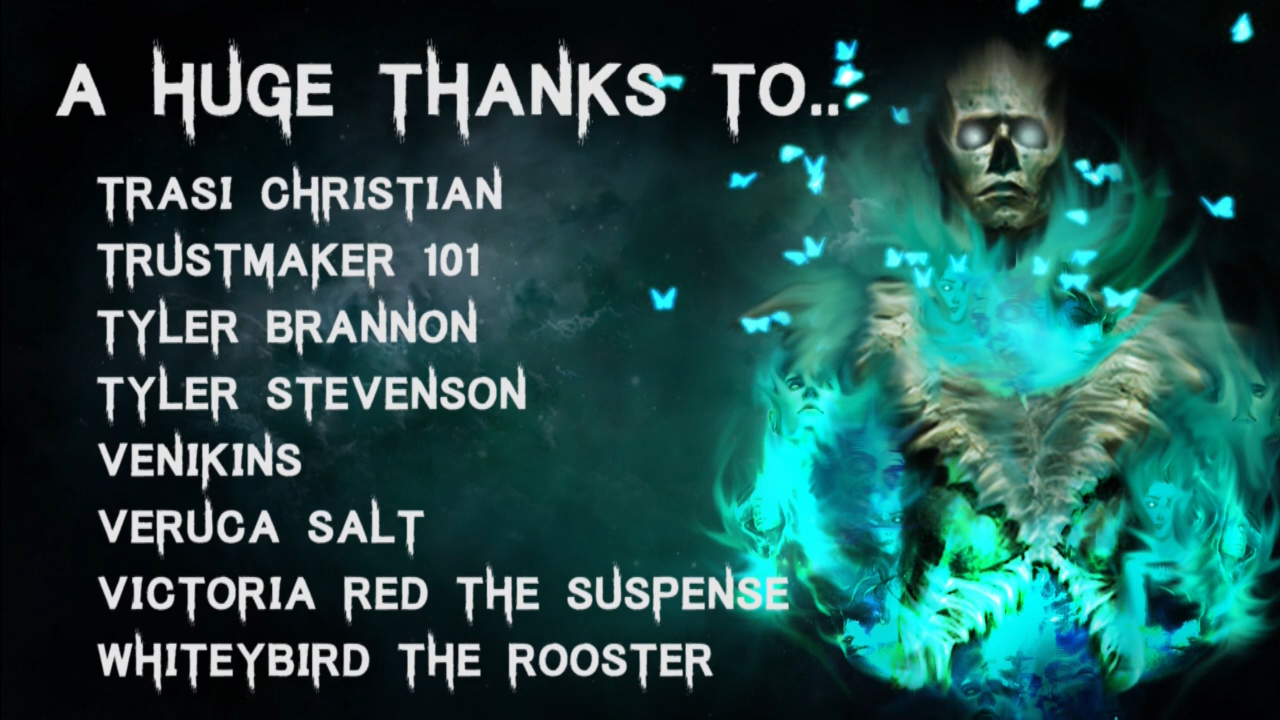 A HUGE THANKS TO..
TRASI CHRISTIAN
TRUSTMAKER 101
TYLER BRANNON
TYLER STEVENSON
VENIKINS
VERUCA SALT
VICTORIA RED THE SUSPENSE
WHITEYBIRD THE ROOSTER